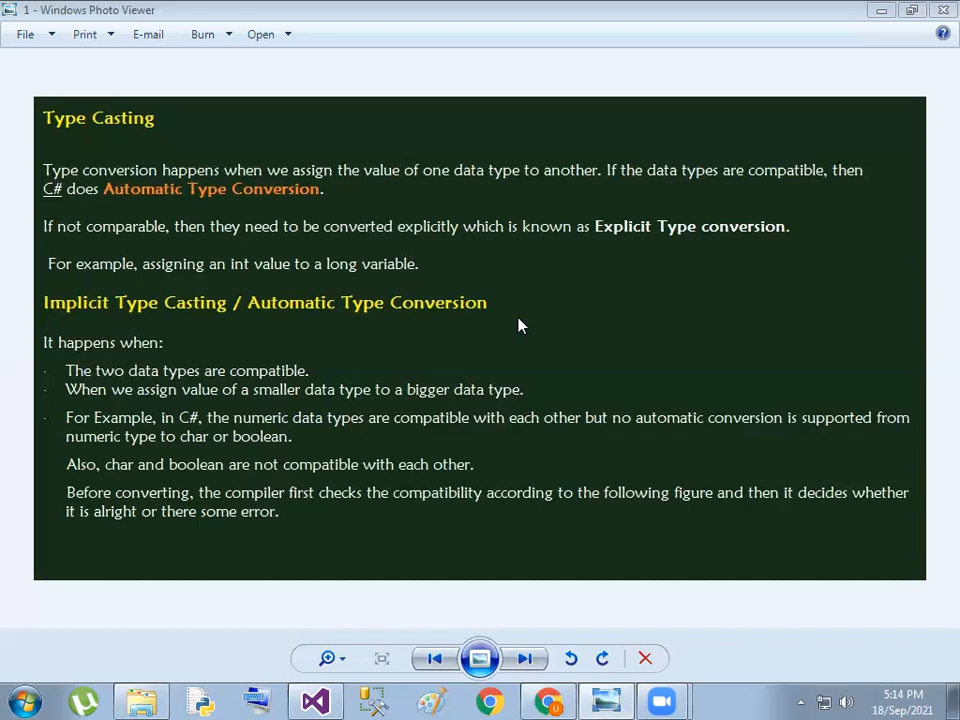 1 - Windows Photo Viewer
File Print E-mail Burn Open
Type Casting
Type conversion happens when we assign the value of one data type to another. If the data types are compatible, then
C# does Automatic Type Conversion.
If not comparable, then they need to be converted explicitly which is known as Explicit Type conversion.
For example, assigning an int value to a long variable.
Implicit Type Casting / Automatic Type Conversion
It happens when:
· The two data types are compatible.
· When we assign value of a smaller data type to a bigger data type.
· For Example, in C#, the numeric data types are compatible with each other but no automatic conversion is supported from
numeric type to char or boolean.
Also, char and boolean are not compatible with each other.
Before converting, the compiler first checks the compatibility according to the following figure and then it decides whether
it is alright or there some error.
5:14 PM
18/Sep/2021